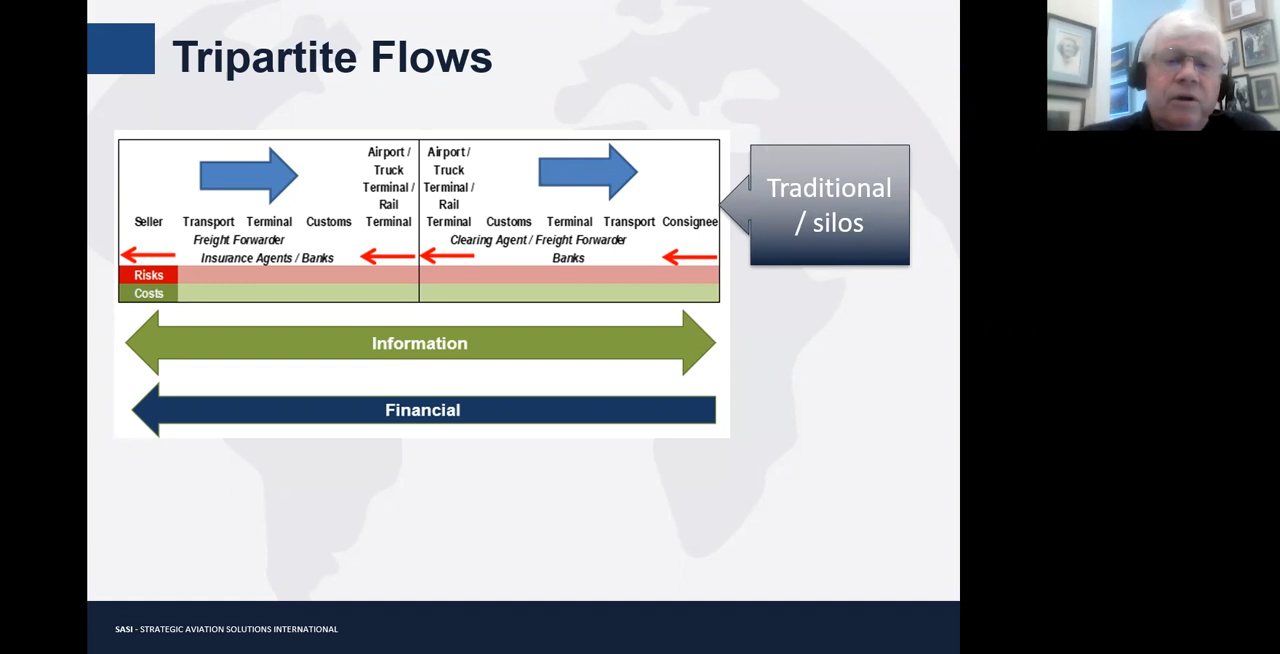 Tripartite Flows
Airport / Airport /
Truck Truck
Terminal / Terminal /
Rail Rail
Seller Transport Terminal Customs Terminal Terminal Customs Terminal Transport Consignee
Freight Forwarder Clearing Agent / Freight Forwarder
Insurance Agents / Banks Banks
Risks
Costs
Traditional
/ silos
Information
Financial
SASI - STRATEGIC AVIATION SOLUTIONS INTERNATIONAL